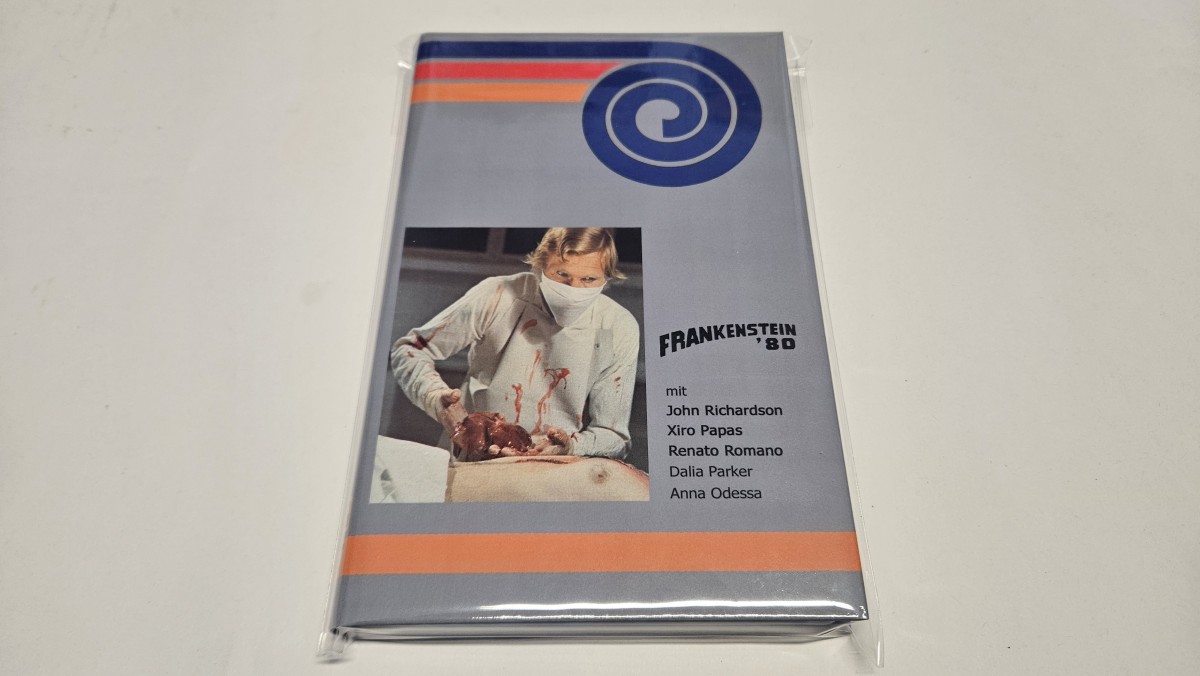 FRANKENSTEIN
'80
mit
John Richardson
Xiro Papas
Renato Romano
Dalia Parker
Anna Odessa